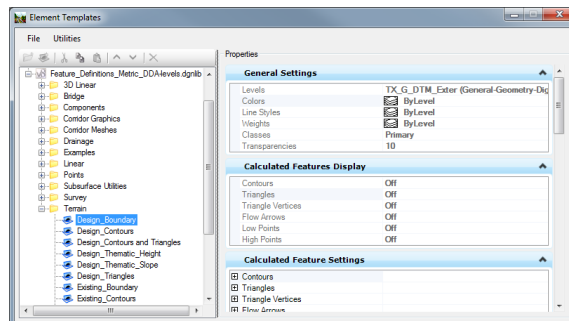 Element Templates
File Utilities
Properties
Feature_Definitions_Metric_DDA-levels.dgnlib
3D Linear
Bridge
Components
Corridor Graphics
Corridor Meshes
Drainage
Examples
Linear
Points
Subsurface Utilities
Survey
Terrain
Design_Boundary
Design_Contours
Design_Contours and Triangles
Design_Thematic_Height
Design_Thematic_Slope
Design_Triangles
Existing_Boundary
Existing_Contours
General Settings
Levels TX_G_DTM_Exter (General-Geometry-Dig
Colors ByLevel
Line Styles ByLevel
Weights ByLevel
Classes Primary
Transparencies 10
Calculated Features Display
Contours Off
Triangles Off
Triangle Vertices Off
Flow Arrows Off
Low Points Off
High Points Off
Calculated Feature Settings
Contours
Triangles
Triangle Vertices
Flow Arrows